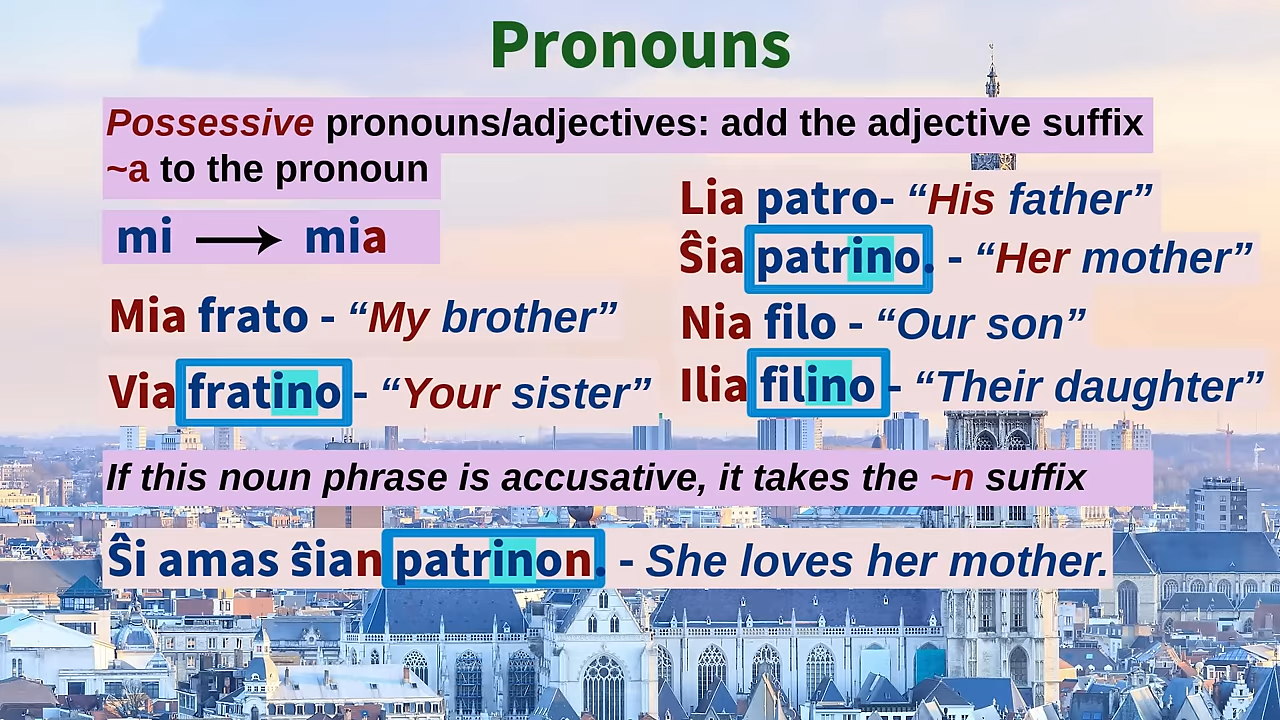 Pronouns
Possessive pronouns/adjectives: add the adjective suffix
~a to the pronoun
mi → mia
Mia frato - “My brother”
Via fratino - “Your sister”
Lia patro- “His father”
Ŝia patrino. - “Her mother”
Nia filo - “Our son”
Ilia filino - “Their daughter”
If this noun phrase is accusative, it takes the ~n suffix
Ŝi amas ŝian patrinon. - She loves her mother.